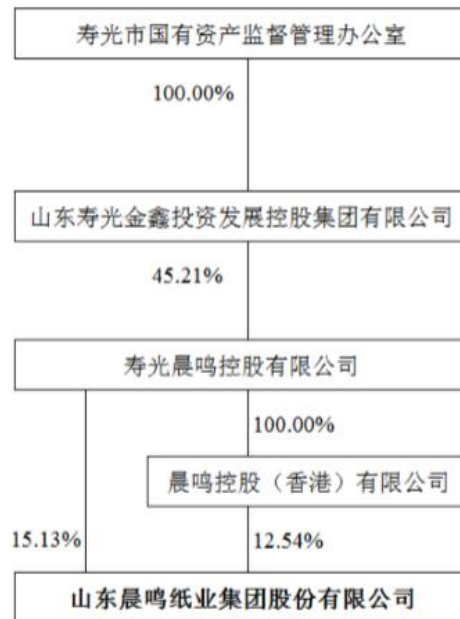 寿光市国有资产监督管理办公室
100.00%
山东寿光金鑫投资发展控股集团有限公司
45.21%
寿光晨鸣控股有限公司
100.00%
晨鸣控股（香港）有限公司
15.13%
12.54%
山东晨鸣纸业集团股份有限公司